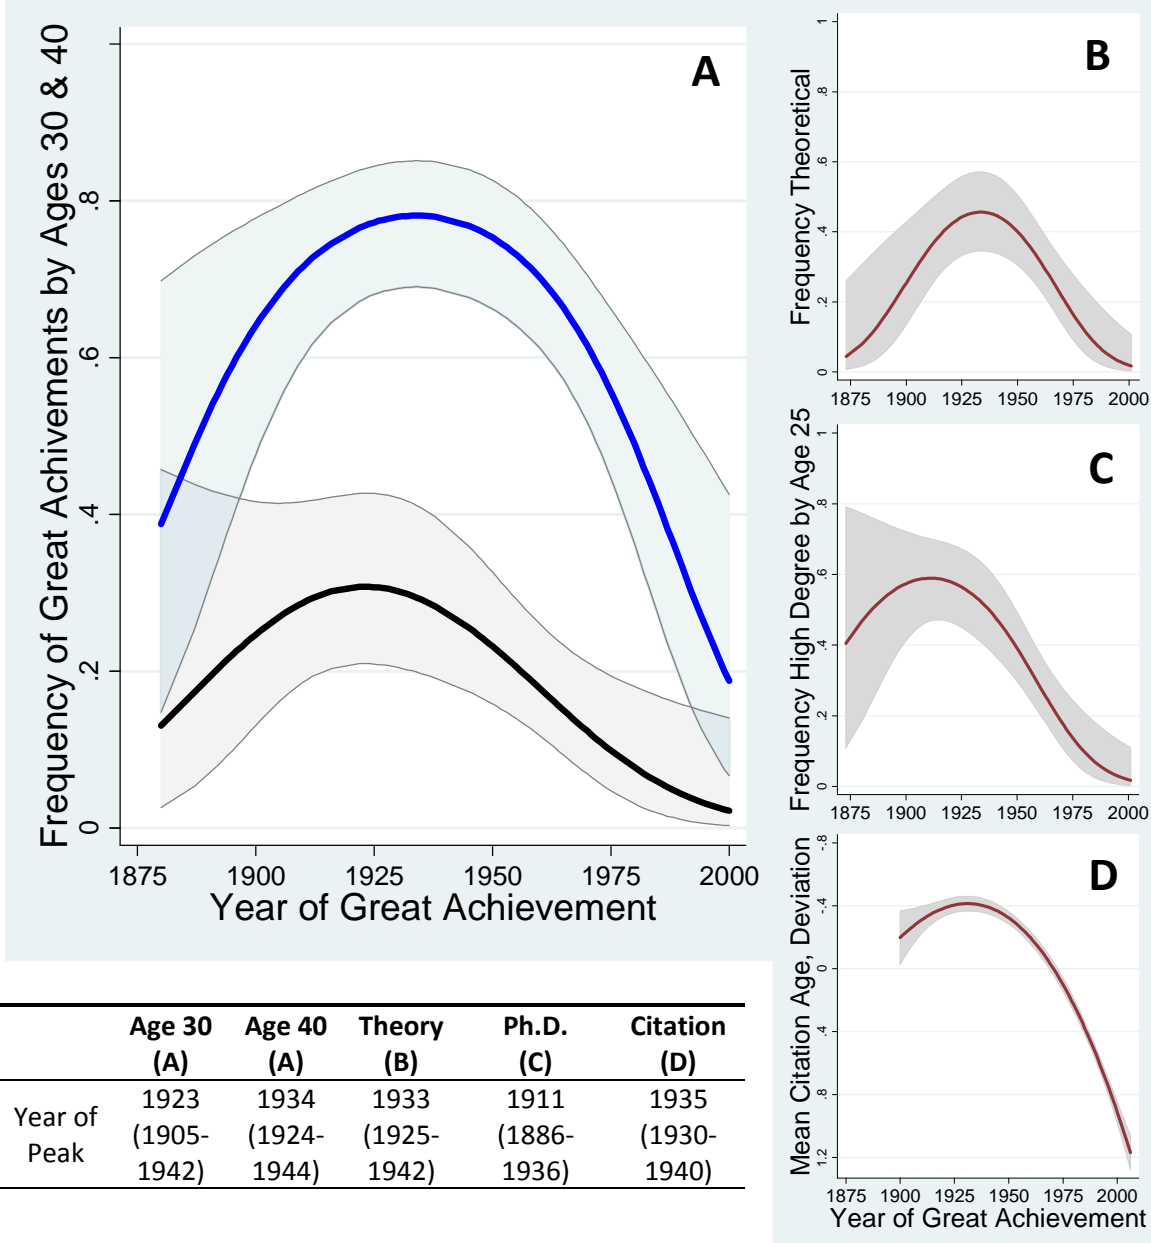 A
Frequency of Great Achivements by Ages 30 & 40
0 .2 .4 .6 .8
1875 1900 1925 1950 1975 2000
Year of Great Achievement
B
Frequency Theoretical
0 .2 .4 .6 .8 1
1875 1900 1925 1950 1975 2000
C
Frequency High Degree by Age 25
0 .2 .4 .6 .8 1
1875 1900 1925 1950 1975 2000
D
Mean Citation Age, Deviation
1.2 .8 .4 0 -.4 -.8
1875 1900 1925 1950 1975 2000
Year of Great Achievement
Age 30 Age 40 Theory Ph.D. Citation
(A) (A) (B) (C) (D)
Year of Peak
1923 1934 1933 1911 1935
(1905- (1924- (1925- (1886- (1930-
1942) 1944) 1942) 1936) 1940)